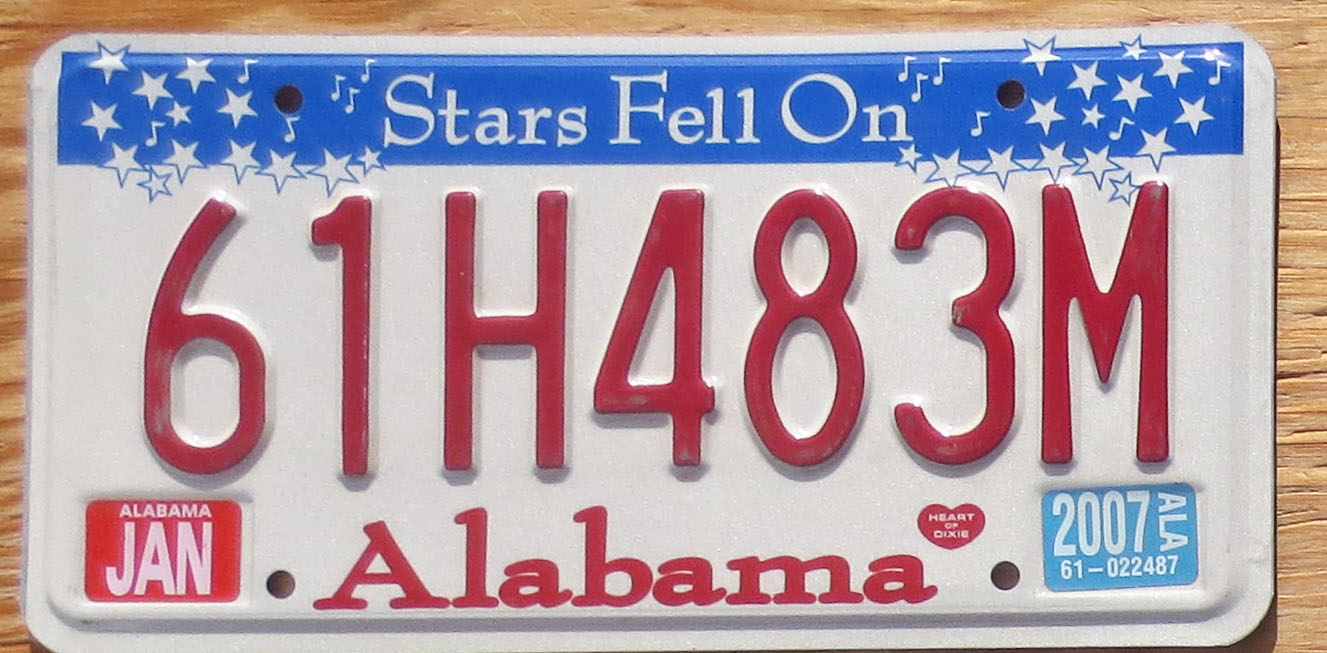 Stars Fell On
61H483M
ALABAMA
JAN
Alabama
HEART
OF
DIXIE
2007 ALA
61-022487